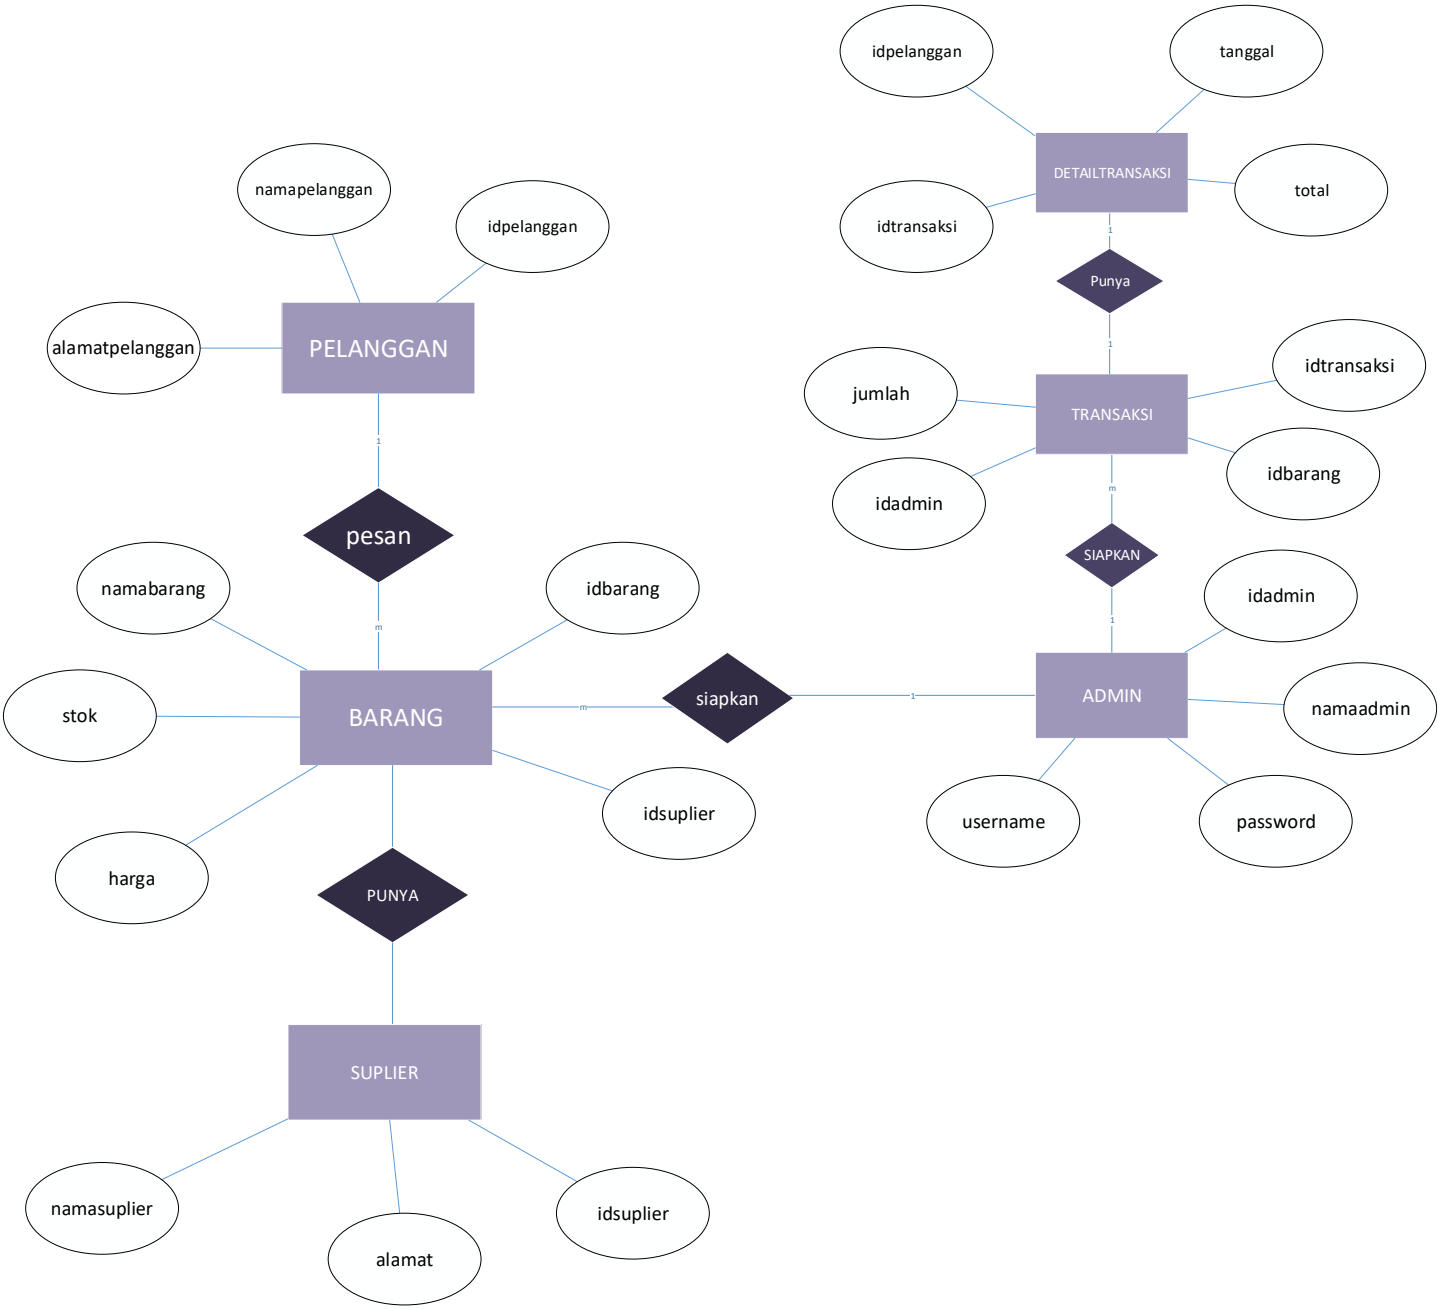 idpelanggan
tanggal
DETAILTRANSAKSI
namapelanggan
total
idpelanggan
idtransaksi
1
Punya
alamatpelanggan
PELANGGAN
1
idtransaksi
jumlah
TRANSAKSI
1
idbarang
m
idadmin
pesan
SIAPKAN
namabarang
idbarang
idadmin
m
1
stok
BARANG
m
siapkan
1
ADMIN
namaadmin
idsuplier
username
password
harga
PUNYA
SUPLIER
namasuplier
idsuplier
alamat